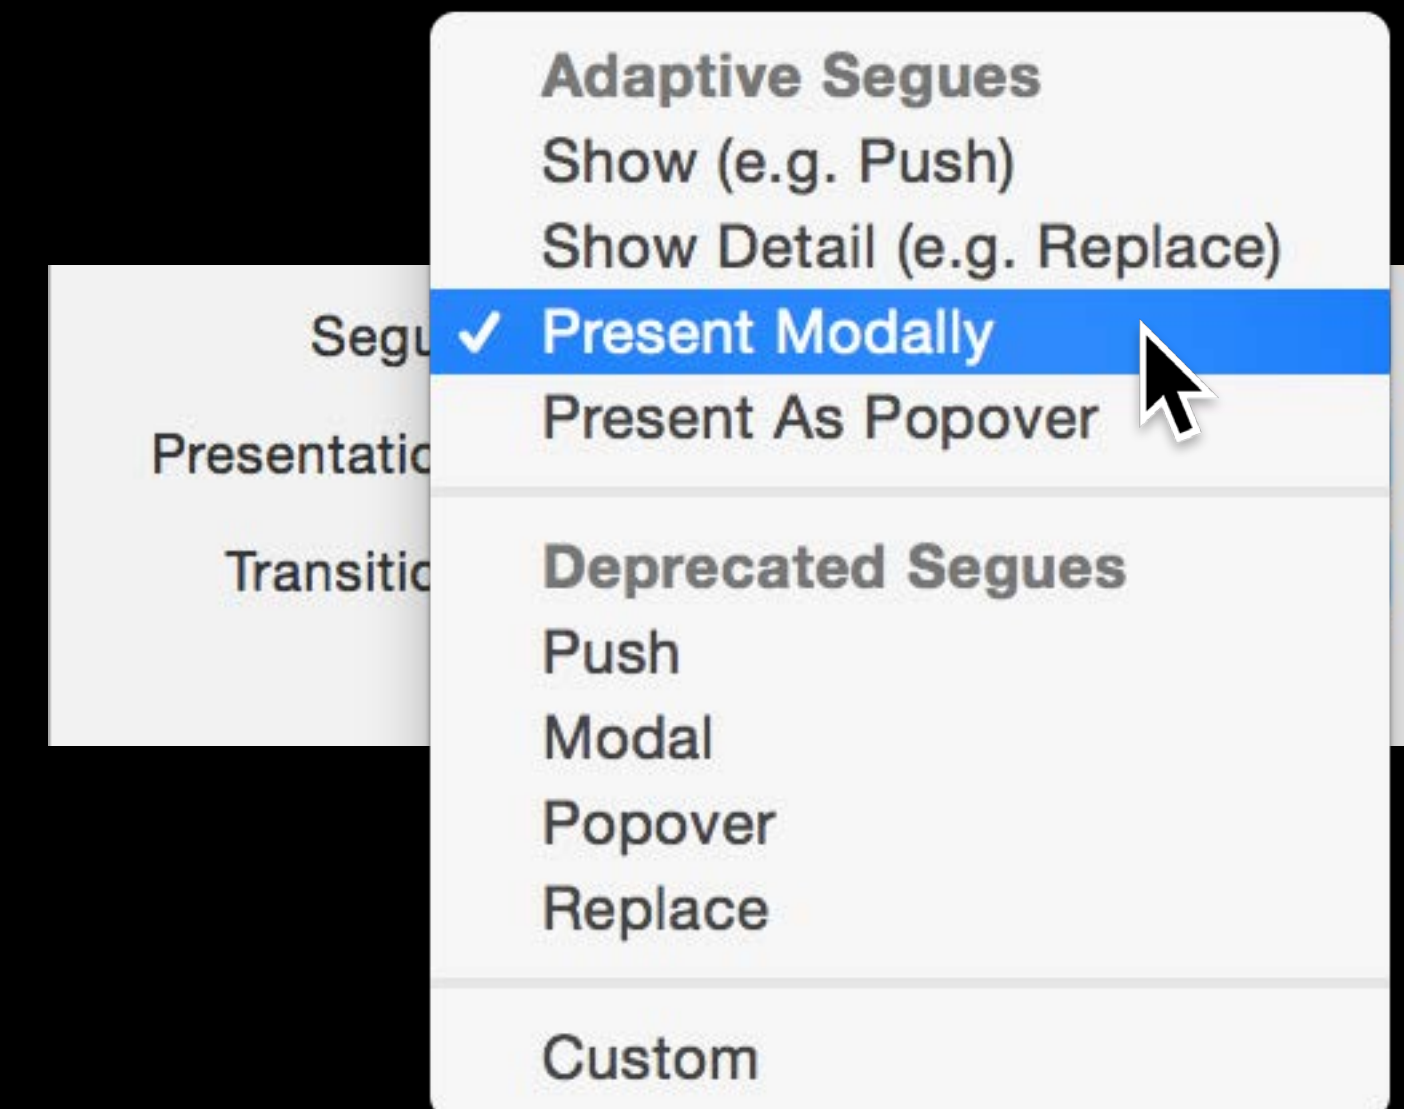 Adaptive Segues
Show (e.g. Push)
Show Detail (e.g. Replace)
Segu
✓ Present Modally
Present As Popover
Presentatio
Deprecated Segues
Transitio
Push
Modal
Popover
Replace
Custom